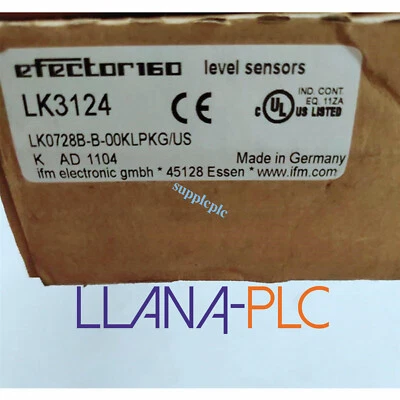 efector160 level sensors
LK3124
CE
IND. CONT.
EQ. 11ZA
C UL US LISTED
LK0728B-B-00KLPKG/US
K AD 1104
Made in Germany
ifm electronic gmbh * 45128 Essen * www.ifm.com
supplcplc
LLANA-PLC